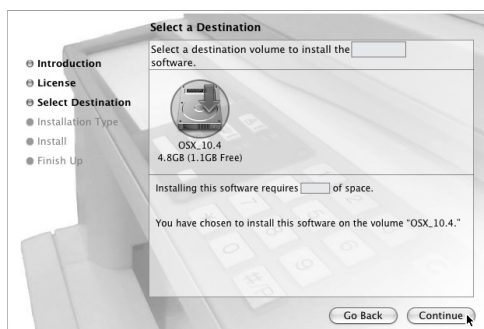 Select a Destination
Select a destination volume to install the
software.
Introduction
License
Select Destination
Installation Type
Install
Finish Up
OSX_10.4
4.8GB (1.1GB Free)
Installing this software requires of space.
You have chosen to install this software on the volume “OSX_10.4.”
Go Back
Continue